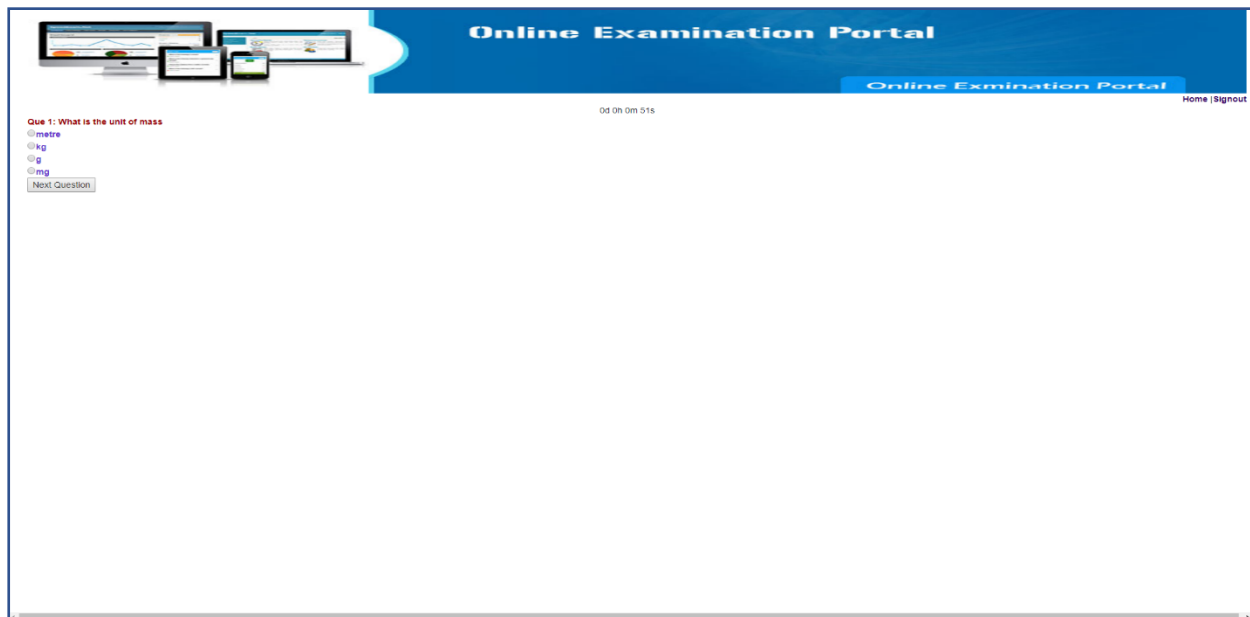 Online Examination Portal
Online Exmination Portal
Home |Signout
0d 0h 0m 51s
Que 1: What is the unit of mass
metre
kg
g
mg
Next Question